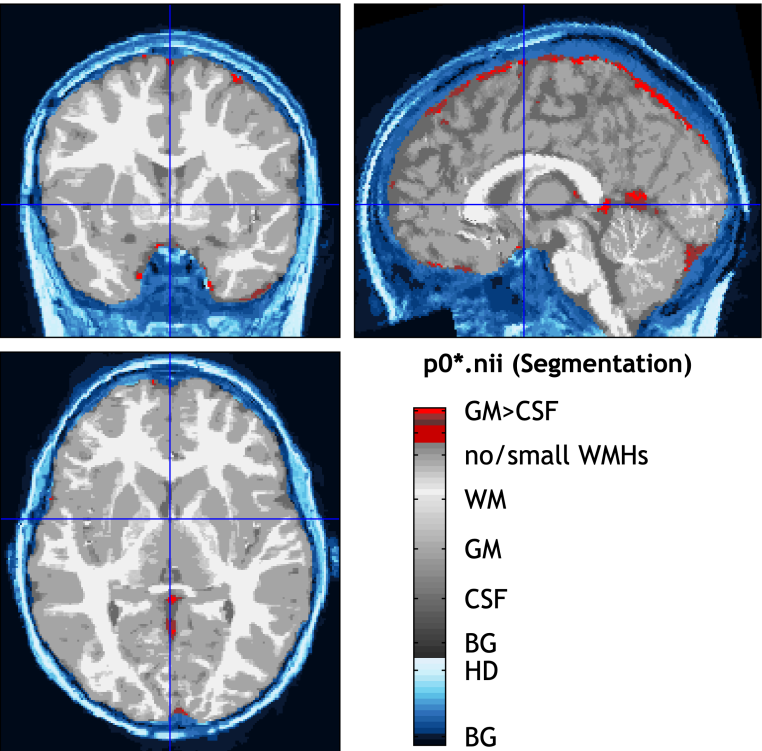 p0*.nii (Segmentation)
GM>CSF
no/small WMHs
WM
GM
CSF
BG
HD
BG